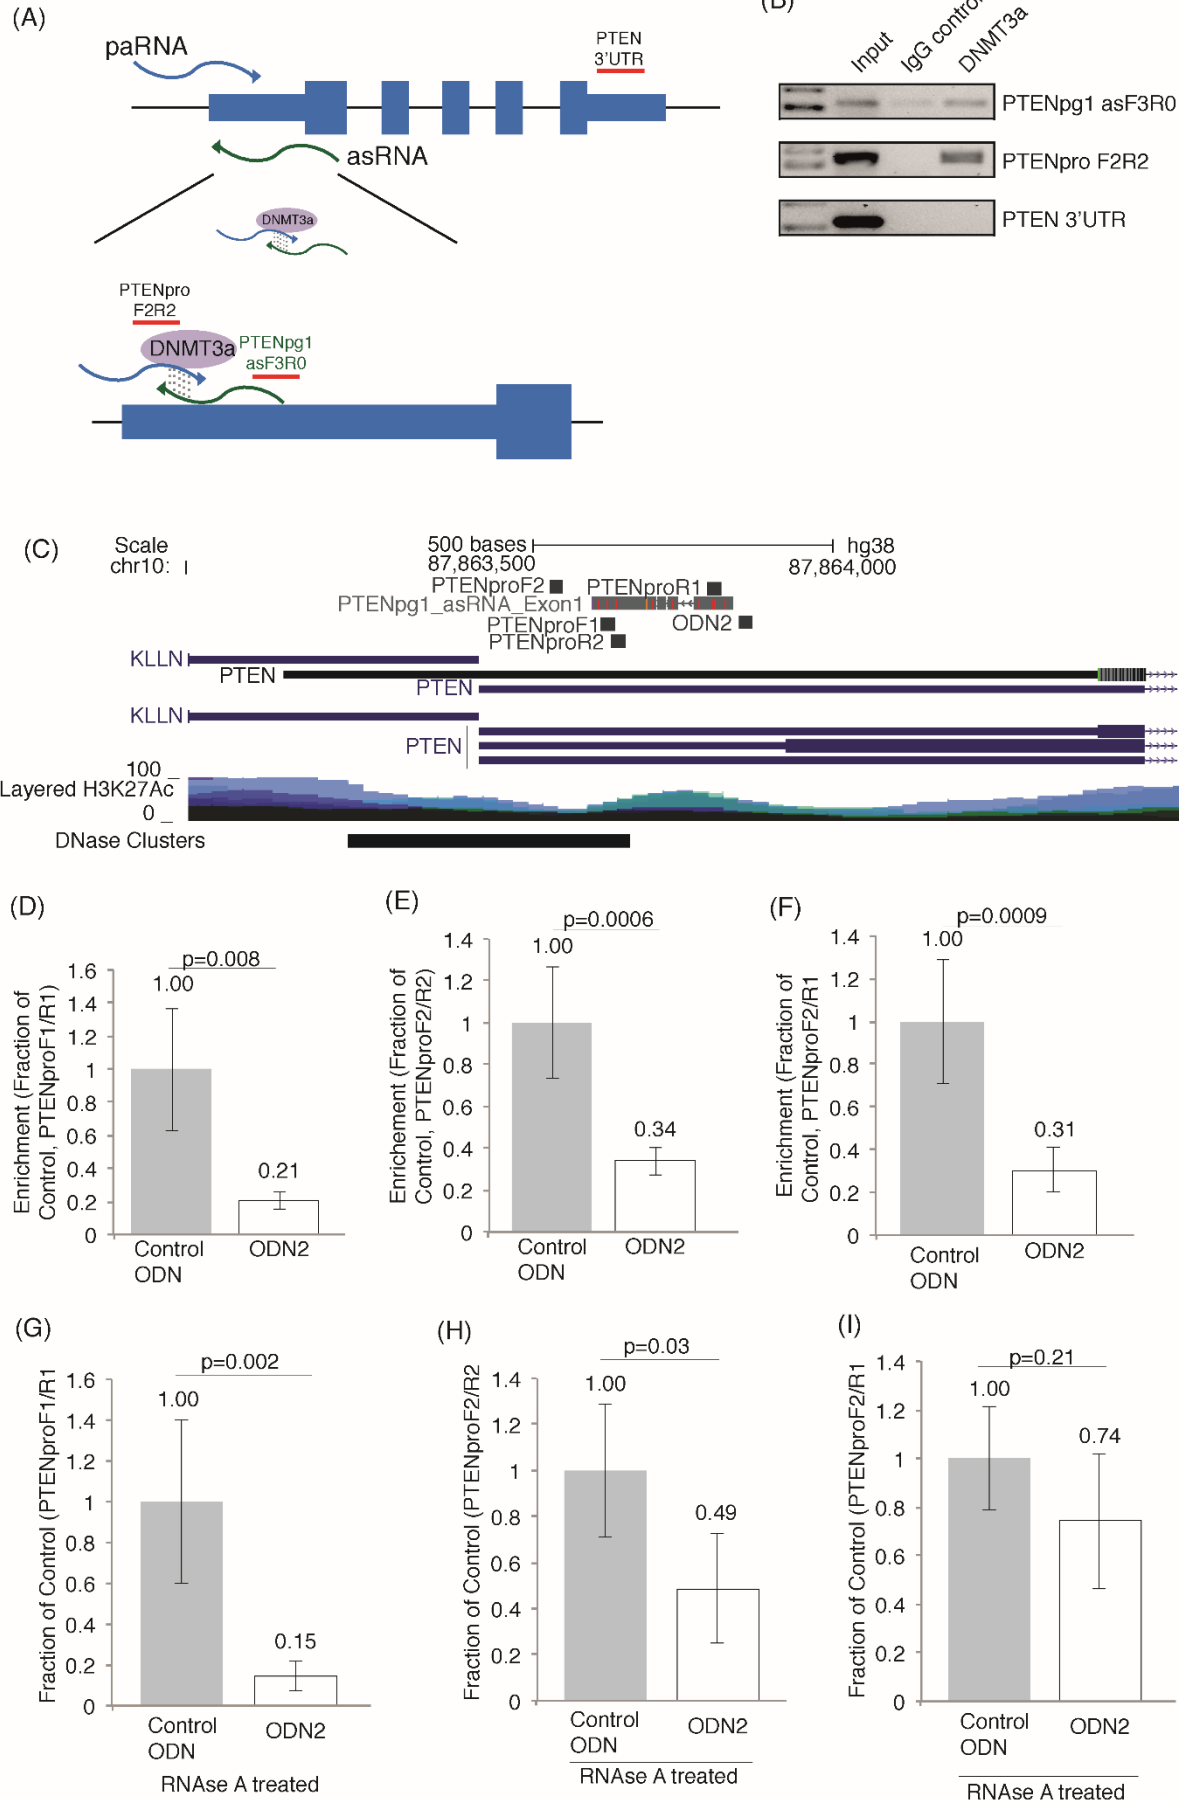 (A)
paRNA
PTEN
3'UTR
asRNA
DNMT3a
PTENpro
F2R2
DNMT3a
PTENpg1
asF3R0
(B)
Input
IgG control
DNMT3a
PTENpg1 asF3R0
PTENpro F2R2
PTEN 3'UTR
(C)
Scale
500 bases
hg38
chr10:
87,863,500
87,864,000
PTENproF2
PTENproR1
PTENpg1_asRNA_Exon1
PTENproF1
ODN2
PTENproR2
KLLN
PTEN
PTEN
KLLN
PTEN
100
Layered H3K27Ac
0
DNase Clusters
(D)
p=0.008
1.00
0.21
1.6
1.4
1.2
1
0.8
0.6
0.4
0.2
0
Enrichment (Fraction of
Control, PTENproF1/R1)
Control
ODN
ODN2
(E)
p=0.0006
1.00
0.34
1.4
1.2
1
0.8
0.6
0.4
0.2
0
Enrichement (Fraction of
Control, PTENproF2/R2)
Control
ODN
ODN2
(F)
p=0.0009
1.00
0.31
1.4
1.2
1
0.8
0.6
0.4
0.2
0
Enrichment (Fraction of
Control, PTENproF2/R1
Control
ODN
ODN2
(G)
p=0.002
1.00
0.15
1.6
1.4
1.2
1
0.8
0.6
0.4
0.2
0
Fraction of Control (PTENproF1/R1
Control
ODN
ODN2
RNAse A treated
(H)
p=0.03
1.00
0.49
1.4
1.2
1
0.8
0.6
0.4
0.2
0
Fraction of Control (PTENproF2/R2
Control
ODN
ODN2
RNAse A treated
(I)
p=0.21
1.00
0.74
1.4
1.2
1
0.8
0.6
0.4
0.2
0
Fraction of Control (PTENproF2/R1
Control
ODN
ODN2
RNAse A treated